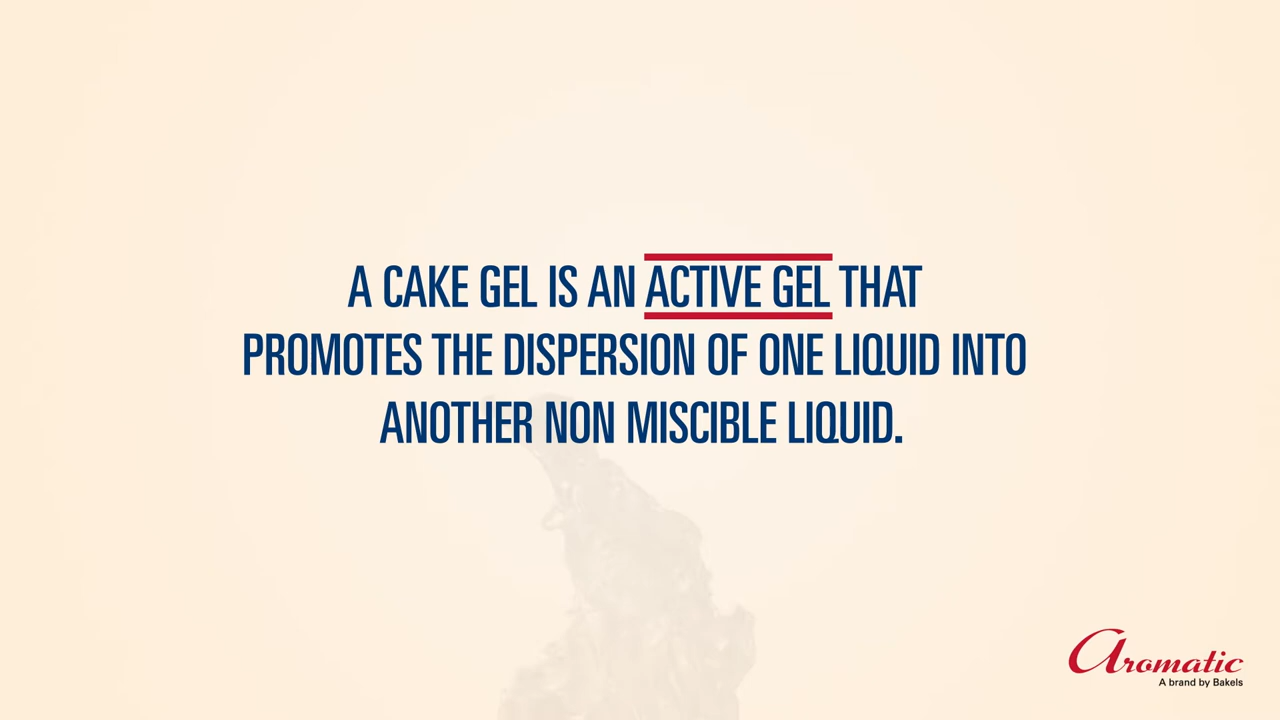 A CAKE GEL IS AN ACTIVE GEL THAT
PROMOTES THE DISPERSION OF ONE LIQUID INTO
ANOTHER NON MISCIBLE LIQUID.
Aromatic
A brand by Bakels